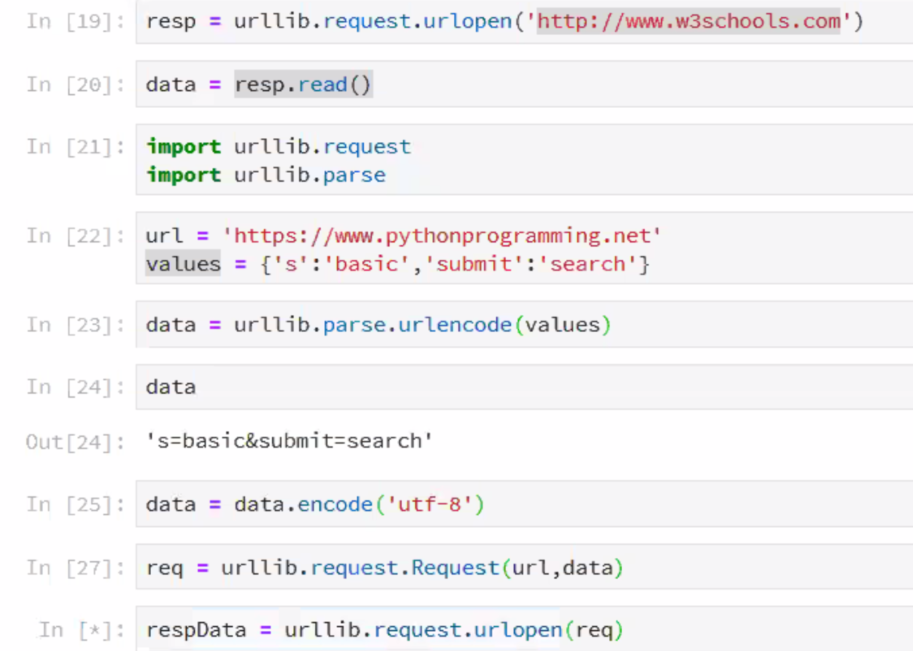 In [19]: resp = urllib.request.urlopen('http://www.w3schools.com')
In [20]: data = resp.read()
In [21]: import urllib.request
import urllib.parse
In [22]: url = 'https://www.pythonprogramming.net'
values = {'s':'basic','submit':'search'}
In [23]: data = urllib.parse.urlencode(values)
In [24]: data
Out[24]: 's=basic&submit=search'
In [25]: data = data.encode('utf-8')
In [27]: req = urllib.request.Request(url,data)
In [*]: respData = urllib.request.urlopen(req)